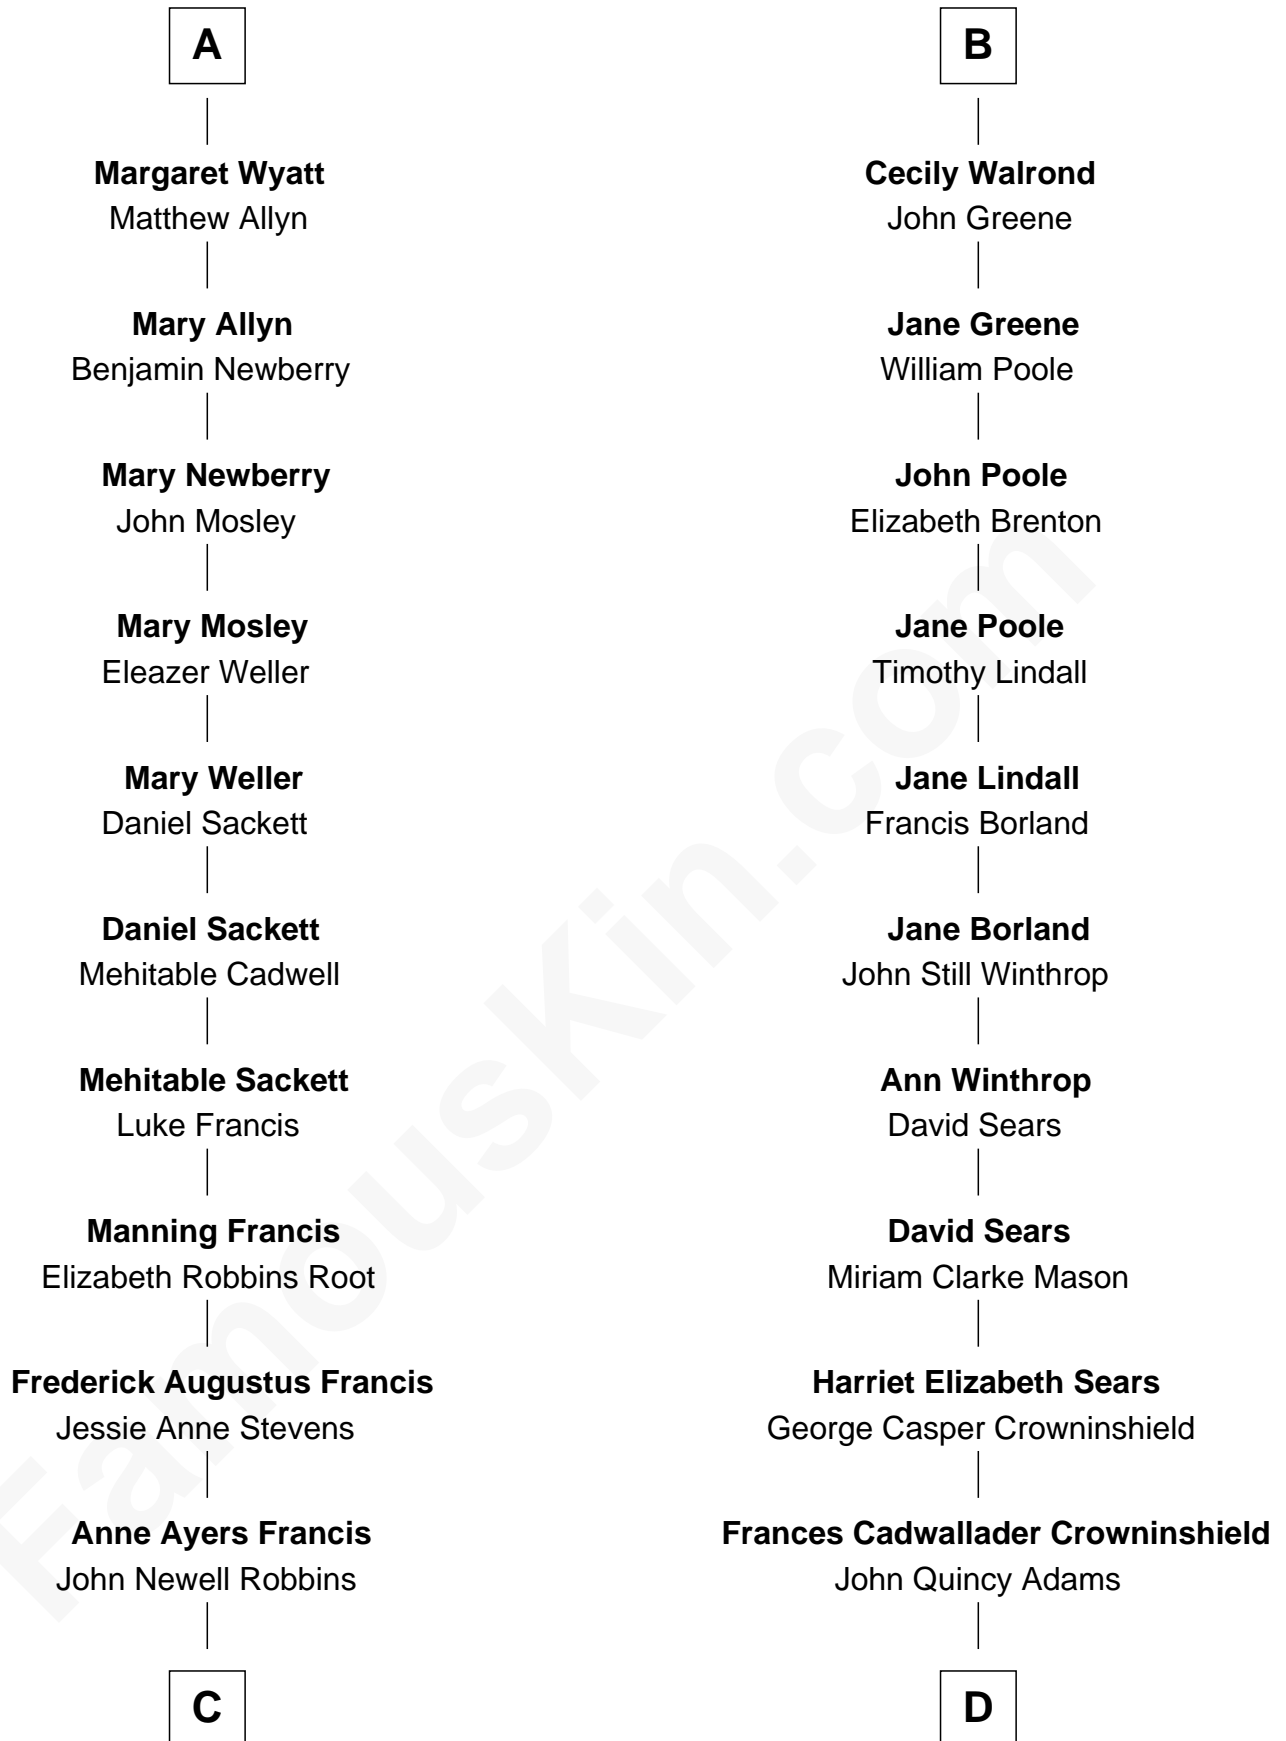 A
Margaret Wyatt
Matthew Allyn
Mary Allyn
Benjamin Newberry
Mary Newberry
John Mosley
Mary Mosley
Eleazer Weller
Mary Weller
Daniel Sackett
Daniel Sackett
Mehitable Cadwell
Mehitable Sackett
Luke Francis
Manning Francis
Elizabeth Robbins Root
Frederick Augustus Francis
Jessie Anne Stevens
Anne Ayers Francis
John Newell Robbins
C
B
Cecily Walrond
John Greene
Jane Greene
William Poole
John Poole
Elizabeth Brenton
Jane Poole
Timothy Lindall
Jane Lindall
Francis Borland
Jane Borland
John Still Winthrop
Ann Winthrop
David Sears
David Sears
Miriam Clarke Mason
Harriet Elizabeth Sears
George Casper Crowninshield
Frances Cadwallader Crowninshield
John Quincy Adams
D
FamousKin.com